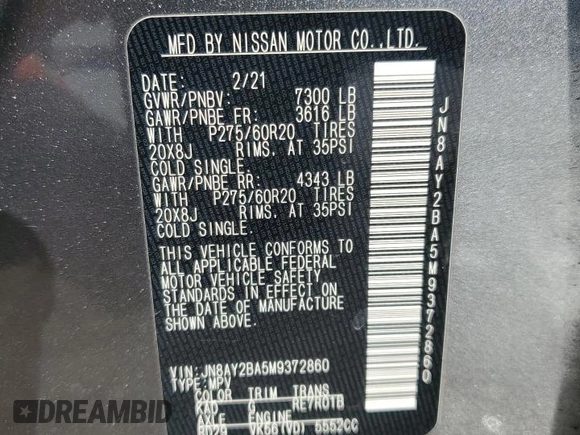 MFD BY NISSAN MOTOR CO.,LTD.
DATE: 2/21
GVWR/PNBV: 7300 LB
GAWR/PNBE FR: 3616 LB
WITH P275/60R20 TIRES
20X8J RIMS. AT 35PSI
COLD SINGLE.
GAWR/PNBE RR: 4343 LB
WITH P275/60R20 TIRES
20X8J RIMS. AT 35PSI
COLD SINGLE.
THIS VEHICLE CONFORMS TO
ALL APPLICABLE FEDERAL
MOTOR VEHICLE SAFETY
STANDARDS IN EFFECT ON
THE DATE OF MANUFACTURE
SHOWN ABOVE.
VIN: JN8AY2BA5M9372860
TYPE: MPV
COLOR TRIM TRANS
KAD G RE7R01B
AXLE ENGINE
VK56(VD) 5552CC
JN8AY2BA5M9372860